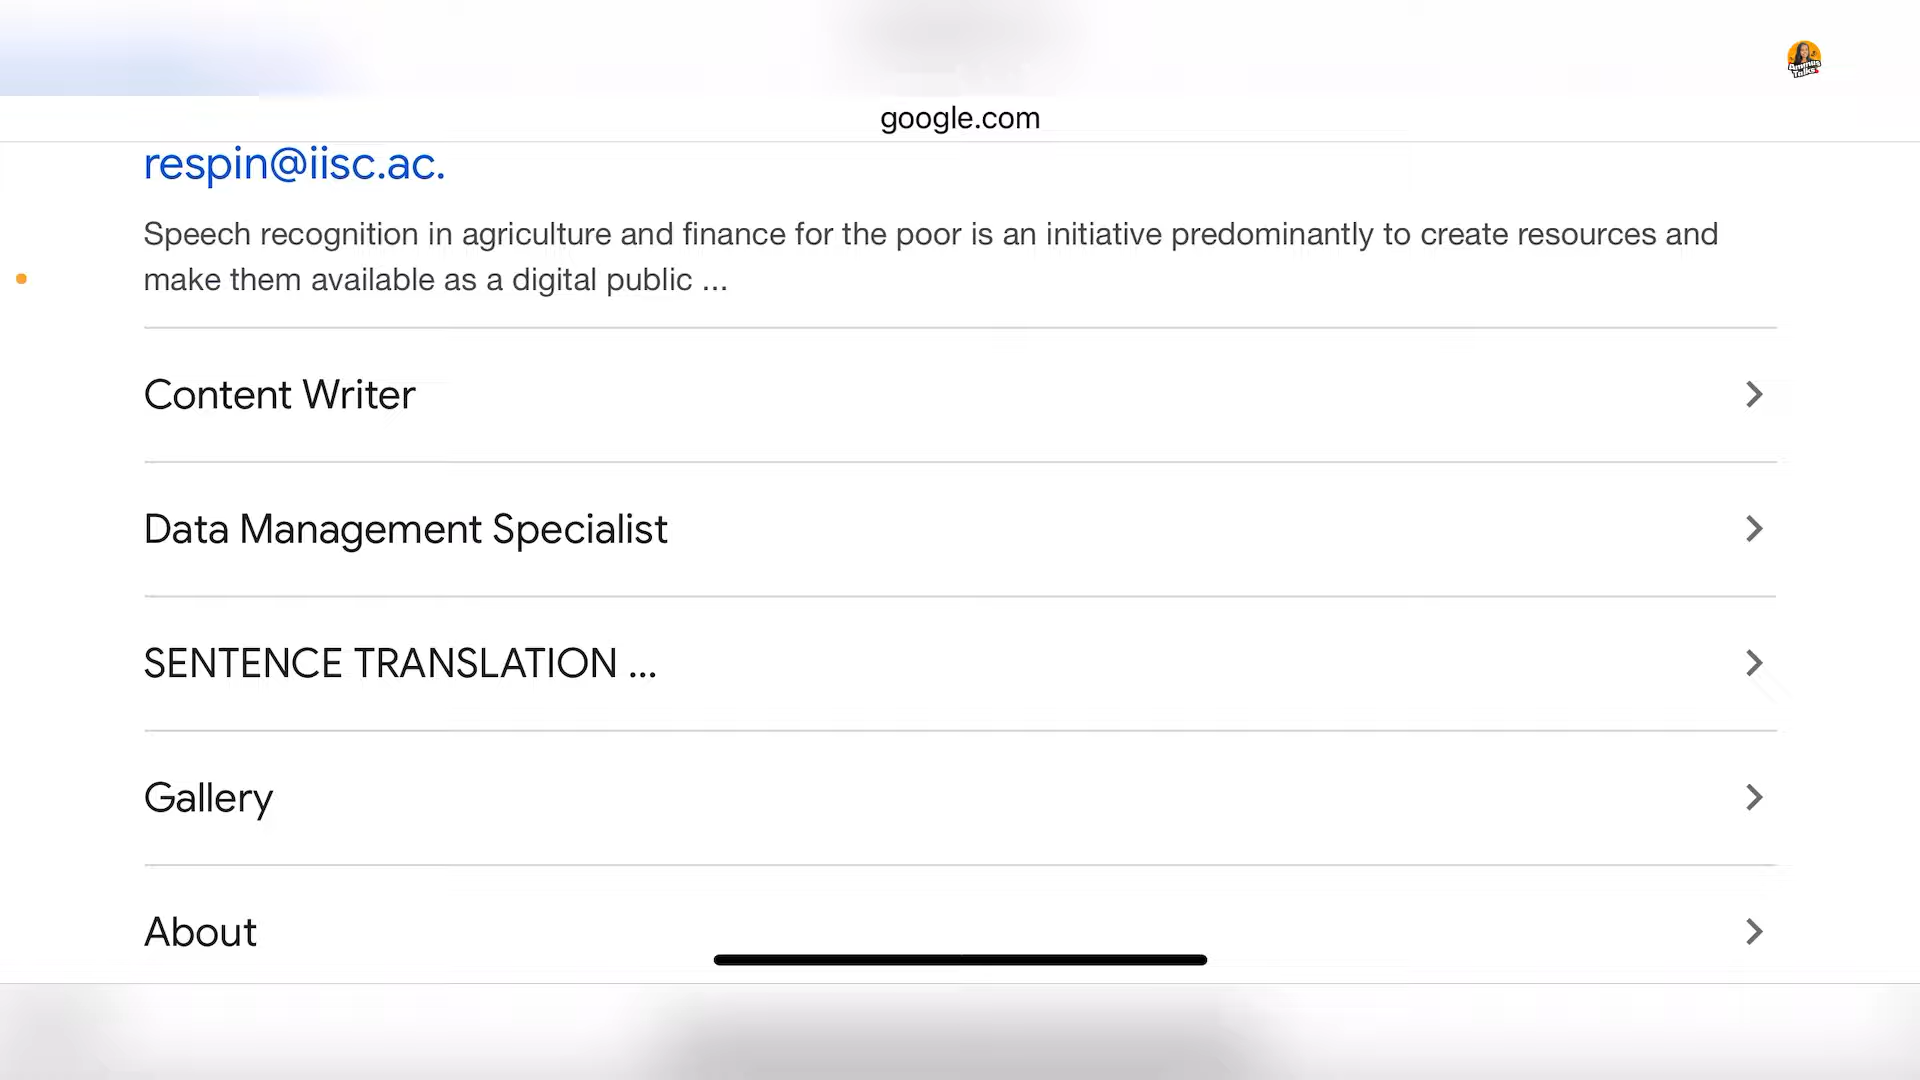 google.com
respin@iisc.ac.
Speech recognition in agriculture and finance for the poor is an initiative predominantly to create resources and
make them available as a digital public ...
Content Writer
Data Management Specialist
SENTENCE TRANSLATION ...
Gallery
About